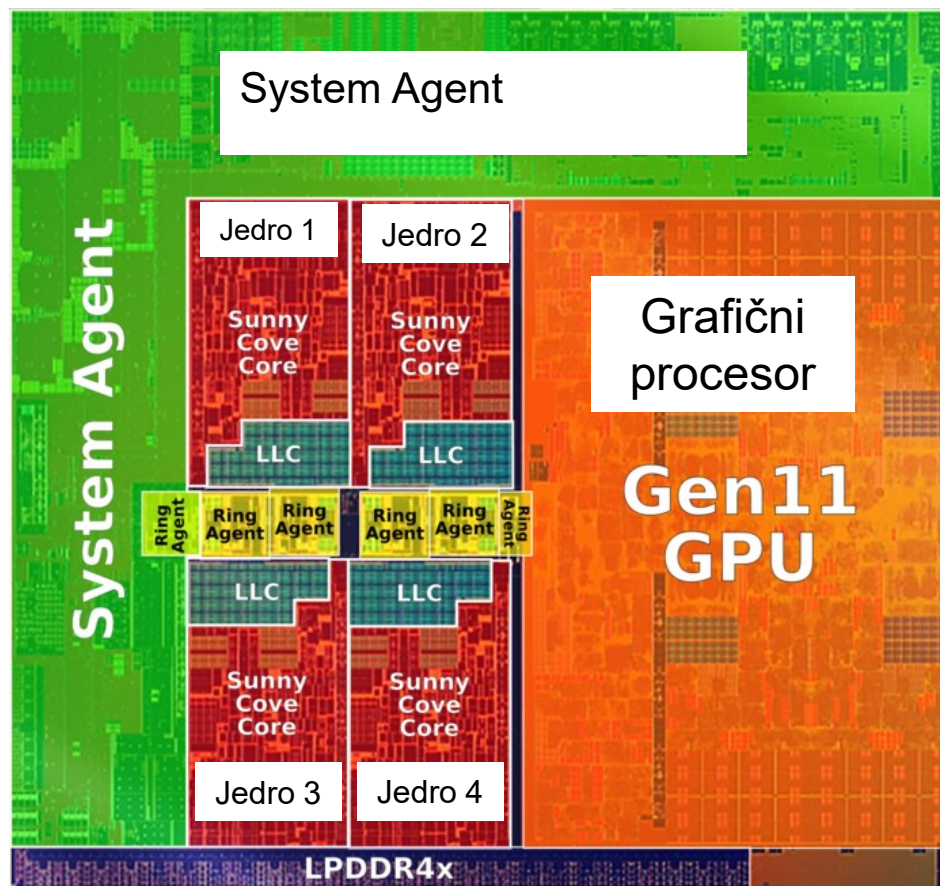 System Agent
System Agent
Jedro 1
Jedro 2
Sunny
Cove
Core
Sunny
Cove
Core
Grafični
procesor
LLC
LLC
Gen11
GPU
Ring
Agent
Ring
Agent
Ring
Agent
Ring
Agent
Ring
Agent
Ring
Agent
LLC
LLC
Sunny
Cove
Core
Sunny
Cove
Core
Jedro 3
Jedro 4
LPDDR4x